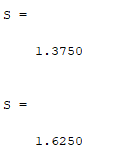 S =
1.3750
S =
1.6250